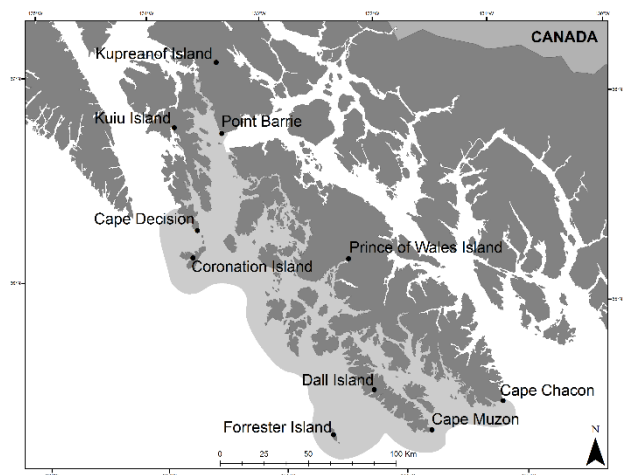 CANADA
Kupreanof Island
Kuiu Island
Point Barrie
Cape Decision
Coronation Island
Prince of Wales Island
Dall Island
Cape Chacon
Forrester Island
Cape Muzon
N
0 25 50 100 Km